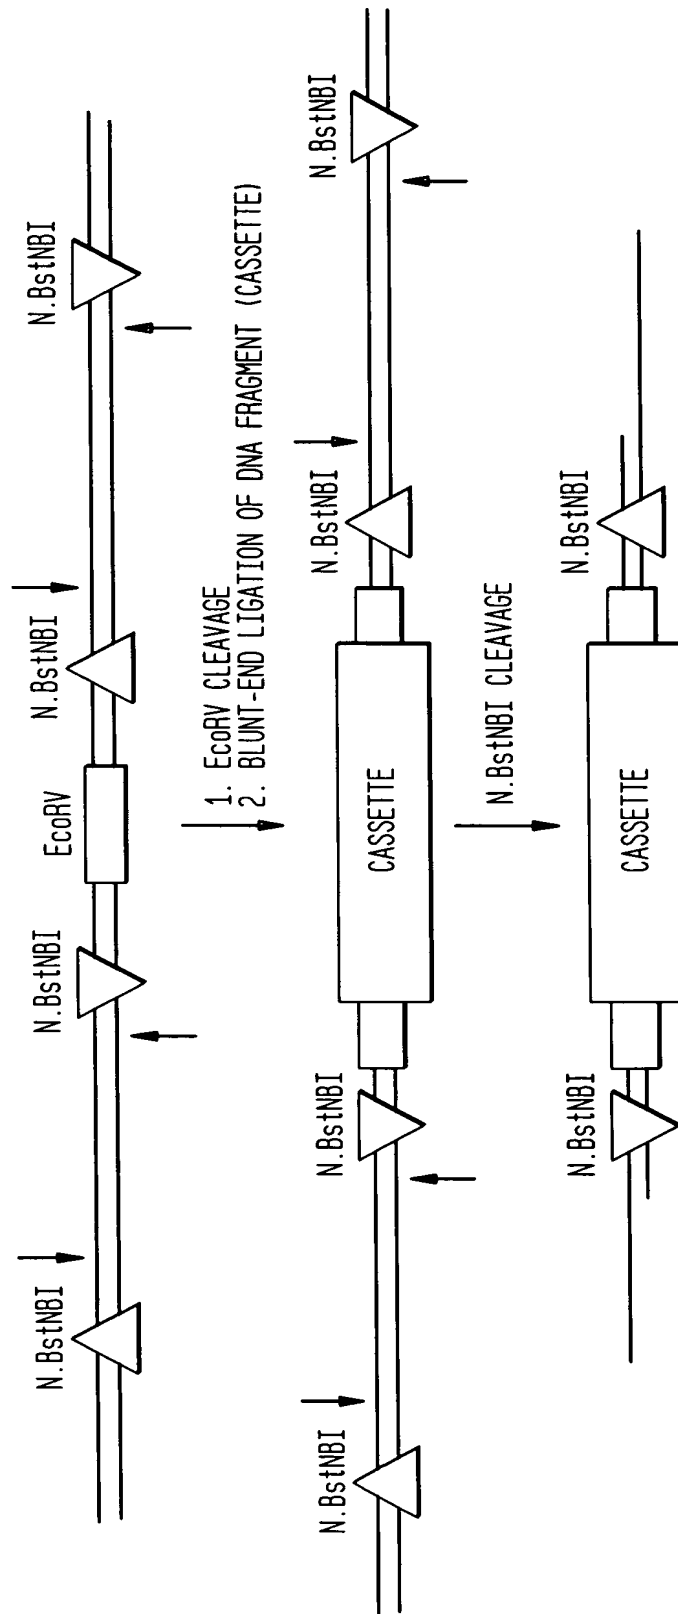 N.BstNBI
N.BstNBI
EcoRV
N.BstNBI
N.BstNBI
1. EcoRV CLEAVAGE
2. BLUNT-END LIGATION OF DNA FRAGMENT (CASSETTE)
N.BstNBI
N.BstNBI
CASSETTE
N.BstNBI
N.BstNBI
N.BstNBI CLEAVAGE
N.BstNBI
CASSETTE
N.BstNBI